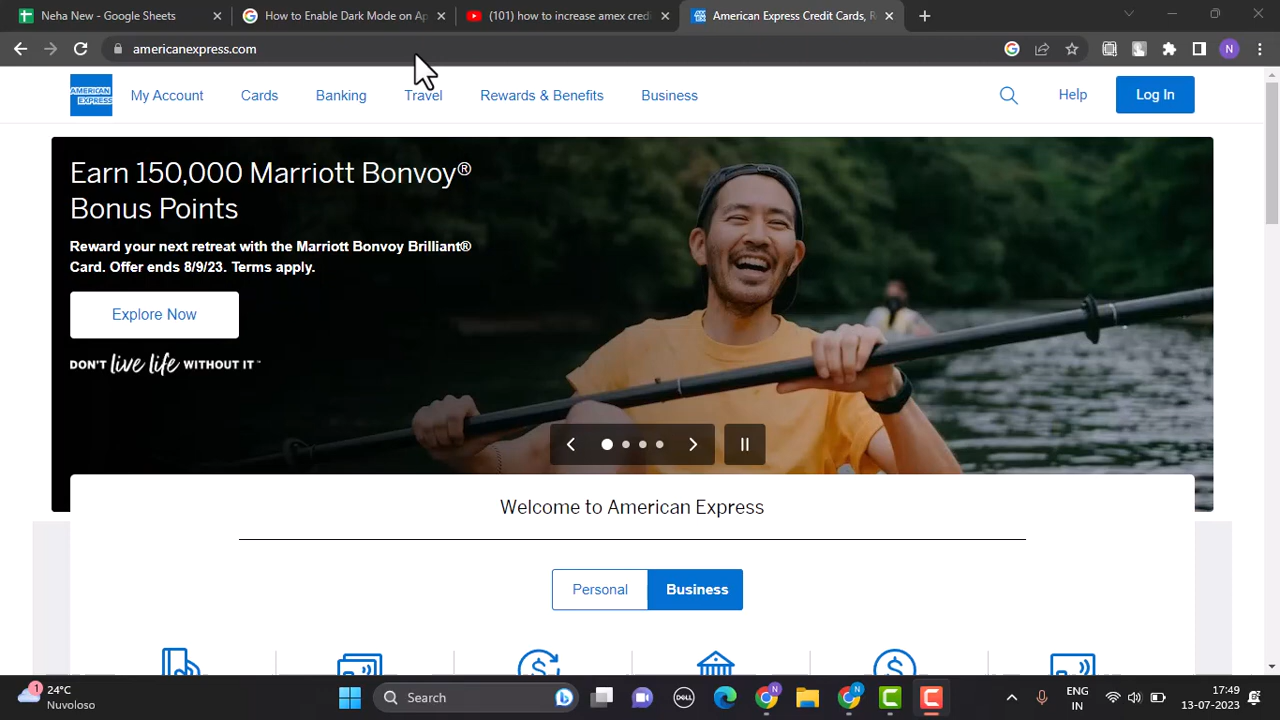 Neha New - Google Sheets
How to Enable Dark Mode on Ap
(101) how to increase amex cred
American Express Credit Cards, R
americanexpress.com
N
AMERICAN
EXPRESS
My Account
Cards
Banking
Travel
Rewards & Benefits
Business
Help
Log In
Earn 150,000 Marriott Bonvoy®
Bonus Points
Reward your next retreat with the Marriott Bonvoy Brilliant®
Card. Offer ends 8/9/23. Terms apply.
Explore Now
DON'T live life WITHOUT IT™
Welcome to American Express
Personal
Business
1
24°C
Nuvoloso
Search
DELL
N
N
ENG
IN
17:49
13-07-2023